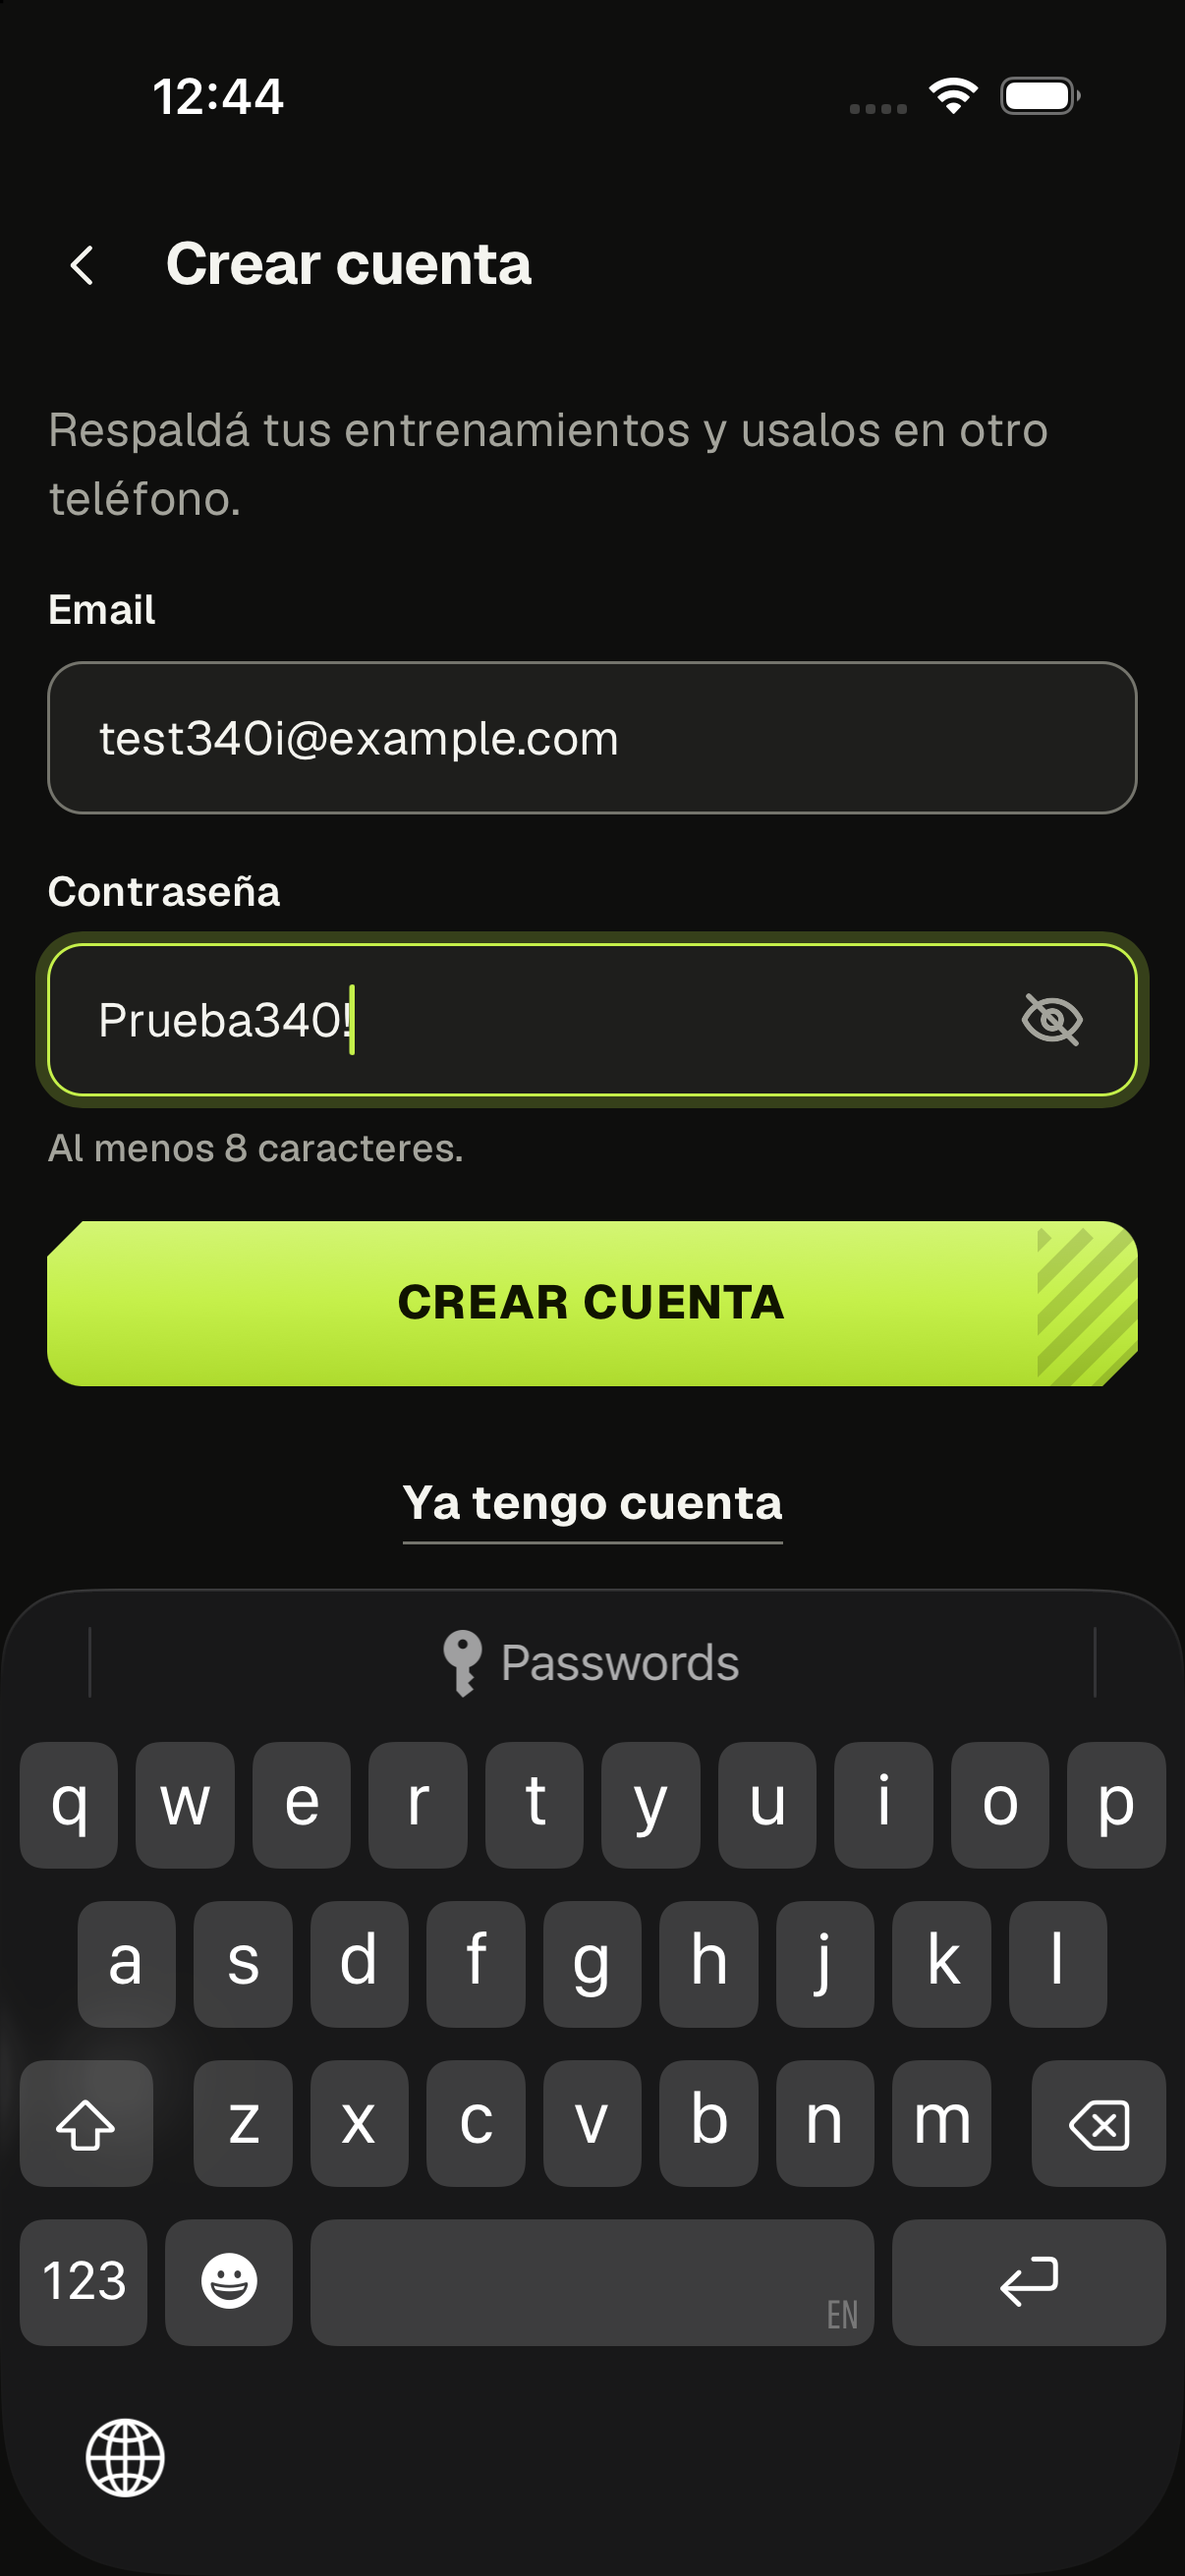 12:44
Crear cuenta
Respaldá tus entrenamientos y usalos en otro
teléfono.
Email
test340i@example.com
Contraseña
Prueba340!
Al menos 8 caracteres.
CREAR CUENTA
Ya tengo cuenta
Passwords
q w e r t y u i o p
a s d f g h j k l
z x c v b n m
123
EN